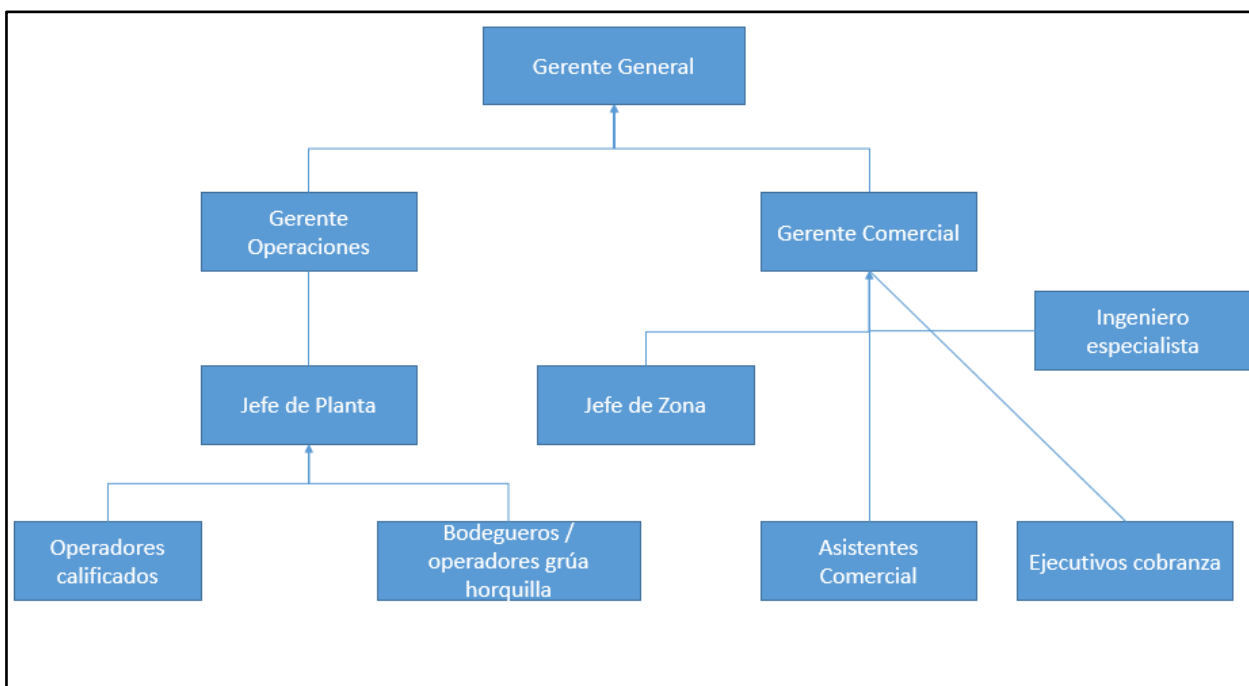 Gerente General
Gerente
Operaciones
Gerente Comercial
Ingeniero
especialista
Jefe de Planta
Jefe de Zona
Operadores
calificados
Bodegueros /
operadores grúa
horquilla
Asistentes
Comercial
Ejecutivos cobranza